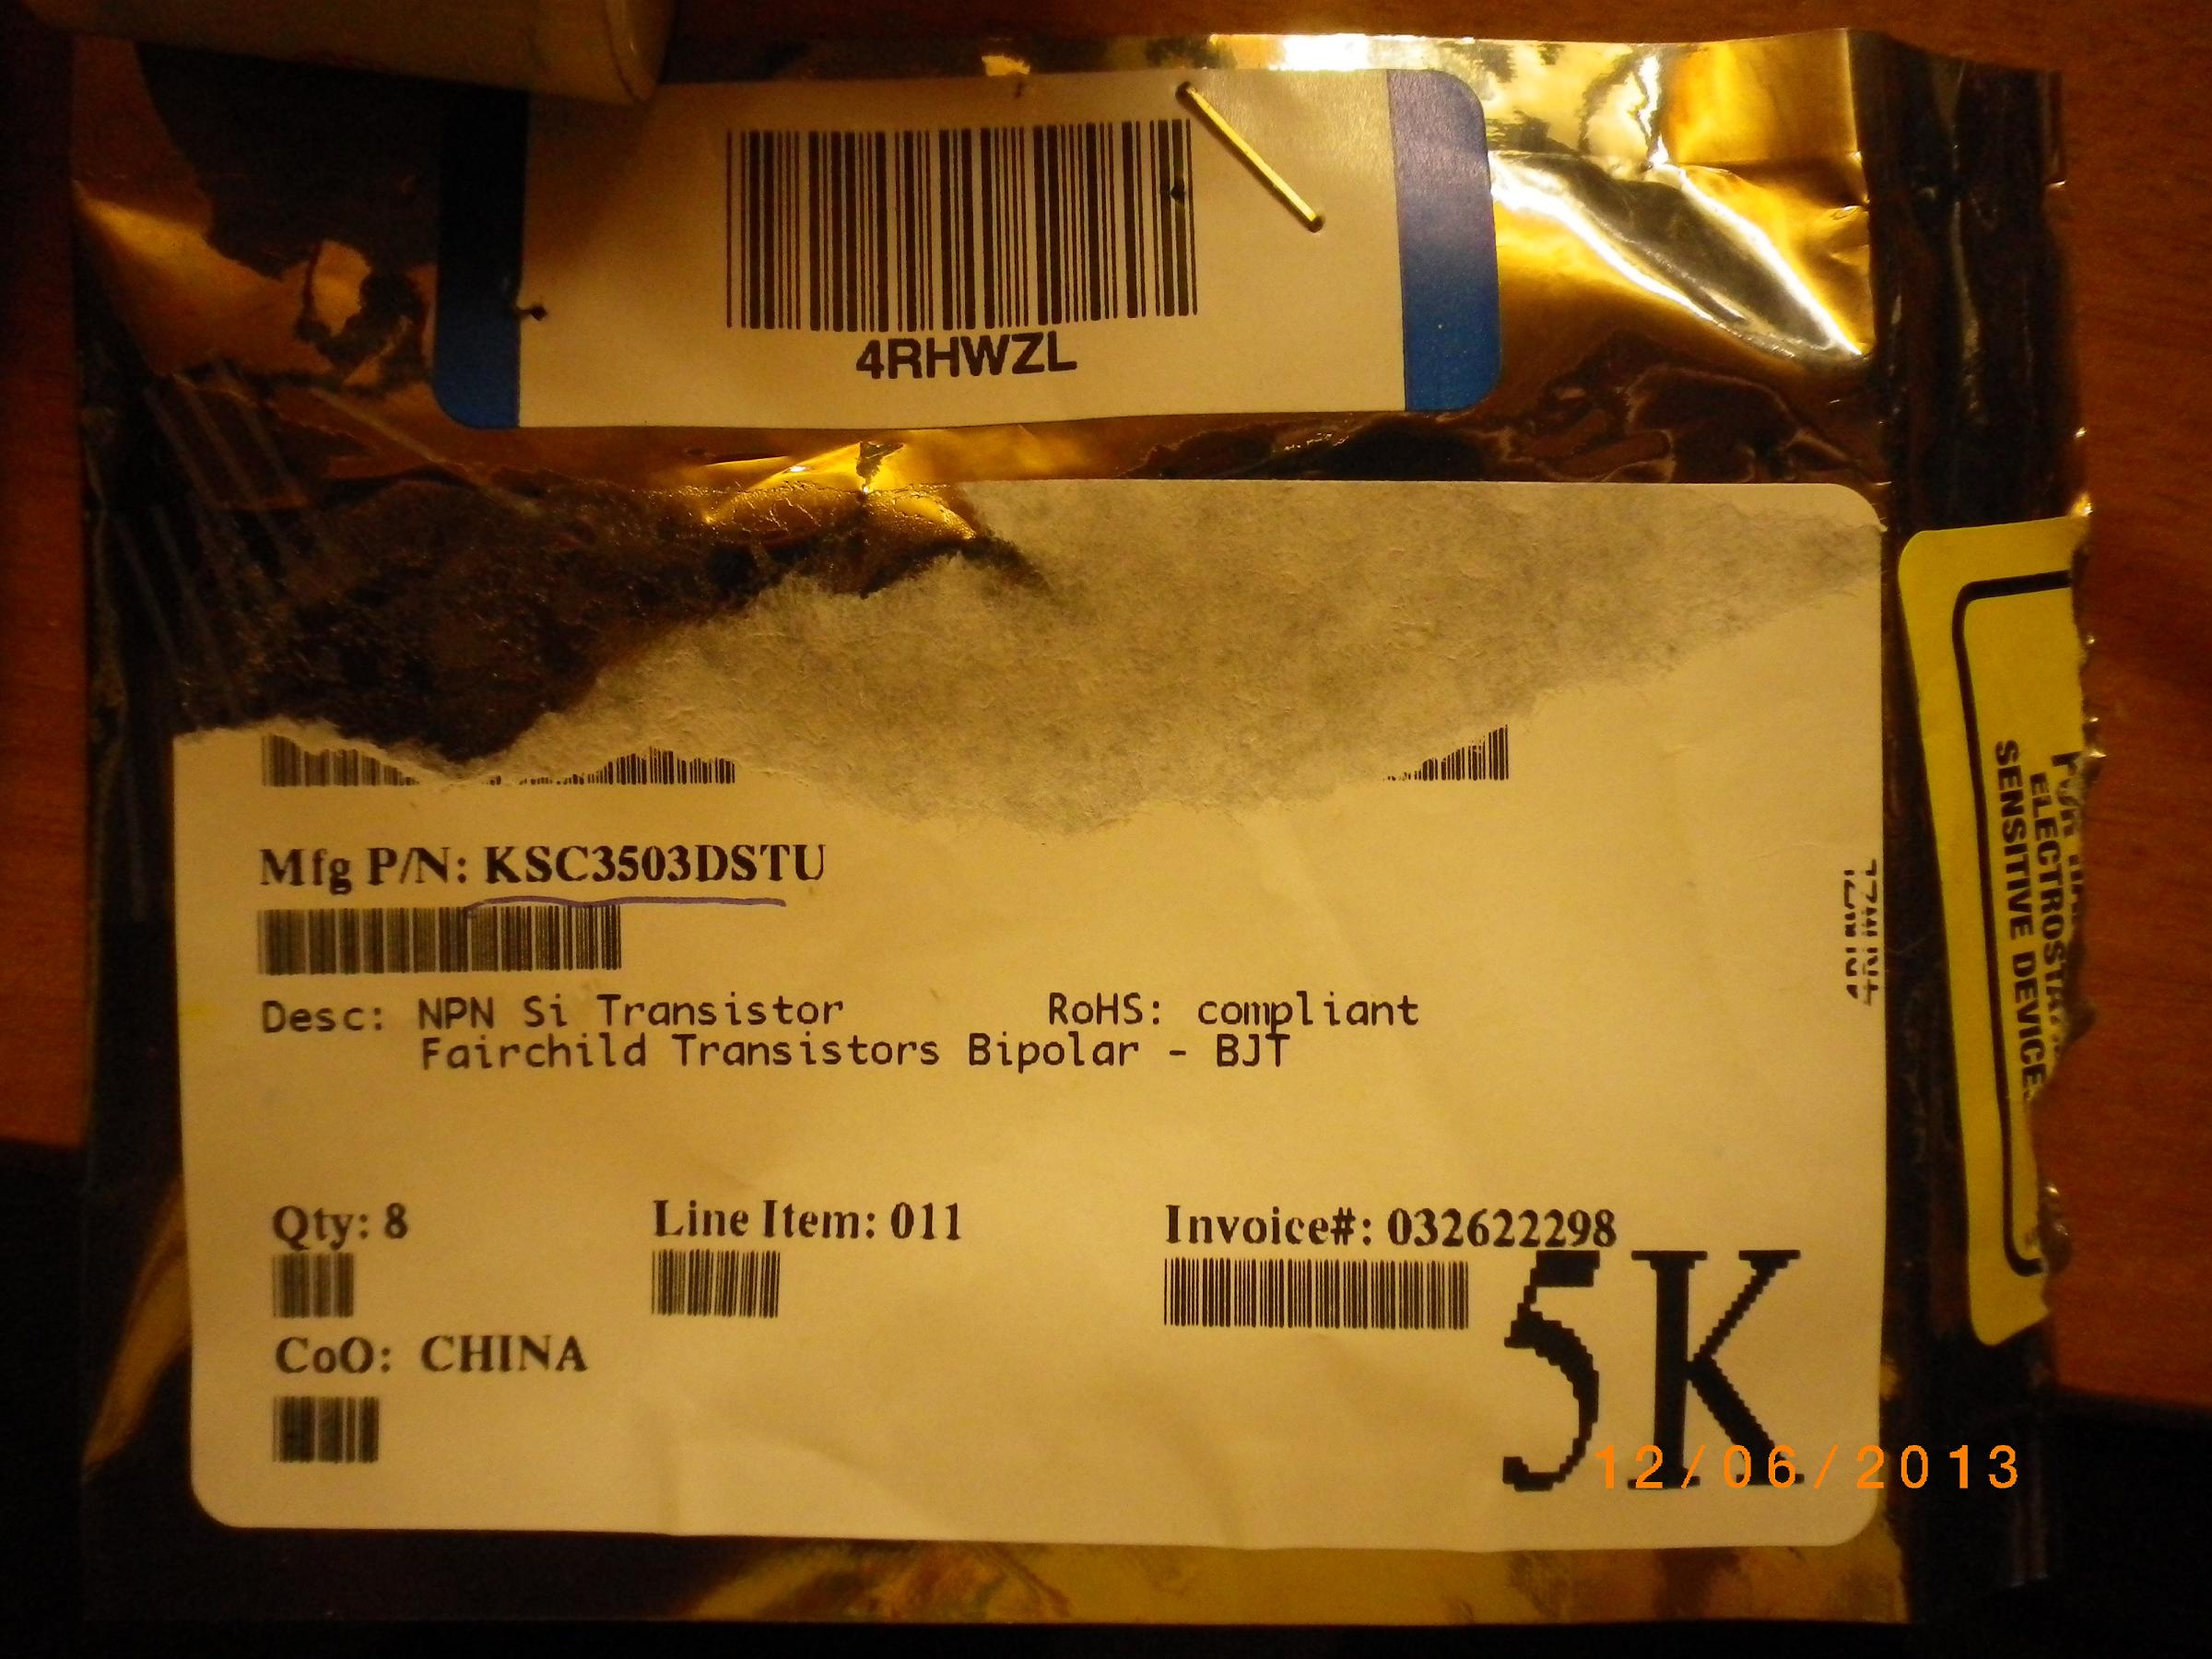 4RHWZL
Mfg P/N: KSC3503DSTU
Desc: NPN Si Transistor RoHS: compliant
Fairchild Transistors Bipolar - BJT
Qty: 8 Line Item: 011 Invoice#: 032622298
CoO: CHINA
5K
SENSITIVE DEVICES
12/06/2013